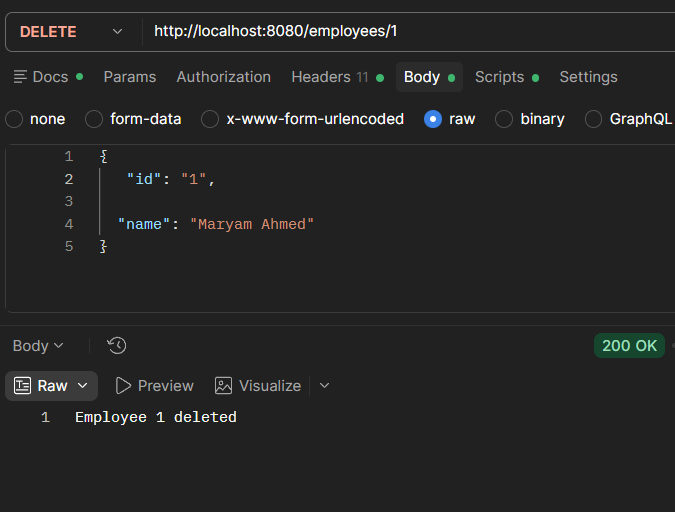 DELETE http://localhost:8080/employees/1
Docs Params Authorization Headers 11 Body Scripts Settings
none form-data x-www-form-urlencoded raw binary GraphQL
1 {
2 "id": "1",
3
4 "name": "Maryam Ahmed"
5 }
Body 200 OK
Raw Preview Visualize
1 Employee 1 deleted